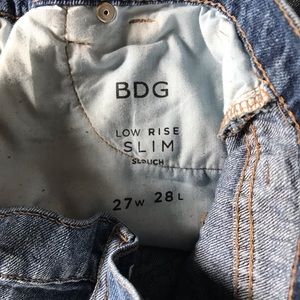 BDG
LOW RISE
SLIM
SLOUCH
27W 28L